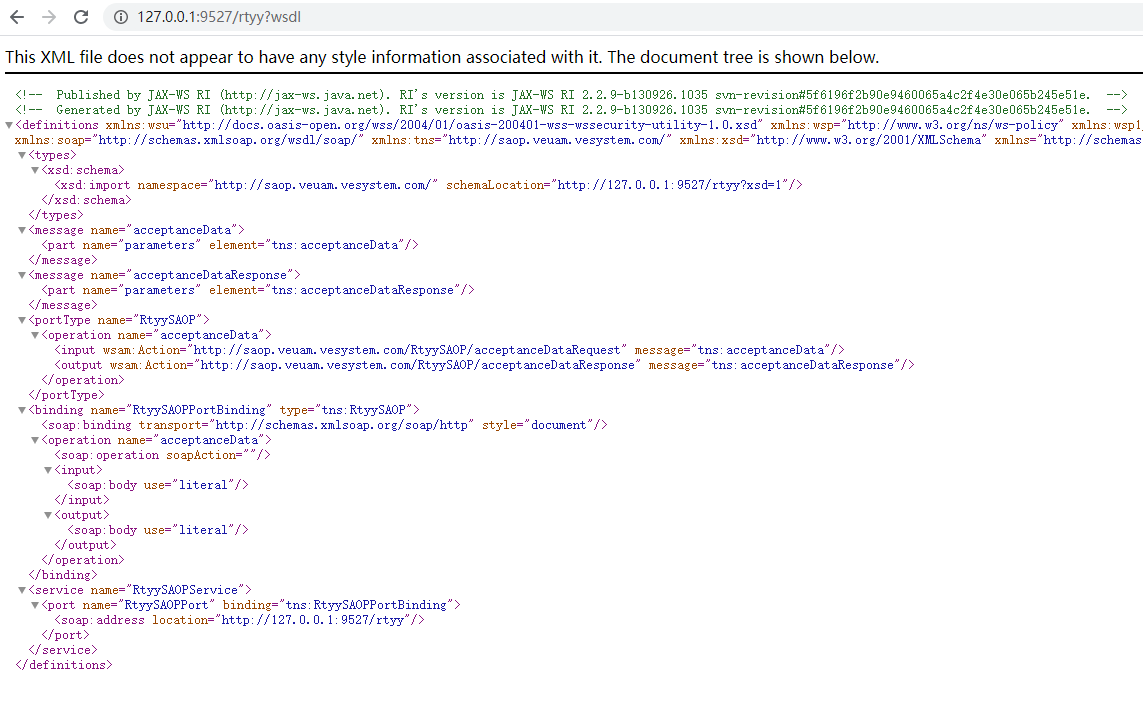 127.0.0.1:9527/rtyy?wsdl
This XML file does not appear to have any style information associated with it. The document tree is shown below.
<!-- Published by JAX-WS RI (http://jax-ws.java.net). RI's version is JAX-WS RI 2.2.9-b130926.1035 svn-revision#5f6196f2b90e9460065a4c2f4e30e065b245e51e. -->
<!-- Generated by JAX-WS RI (http://jax-ws.java.net). RI's version is JAX-WS RI 2.2.9-b130926.1035 svn-revision#5f6196f2b90e9460065a4c2f4e30e065b245e51e. -->
▼<definitions xmlns:wsu="http://docs.oasis-open.org/wss/2004/01/oasis-200401-wss-wssecurity-utility-1.0.xsd" xmlns:wsp="http://www.w3.org/ns/ws-policy" xmlns:wsp1_
xmlns:soap="http://schemas.xmlsoap.org/wsdl/soap/" xmlns:tns="http://saop.veuam.vesystem.com/" xmlns:xsd="http://www.w3.org/2001/XMLSchema" xmlns="http://schemas
▼<types>
▼<xsd:schema>
<xsd:import namespace="http://saop.veuam.vesystem.com/" schemaLocation="http://127.0.0.1:9527/rtyy?xsd=1"/>
</xsd:schema>
</types>
▼<message name="acceptanceData">
<part name="parameters" element="tns:acceptanceData"/>
</message>
▼<message name="acceptanceDataResponse">
<part name="parameters" element="tns:acceptanceDataResponse"/>
</message>
▼<portType name="RtyySAOP">
▼<operation name="acceptanceData">
<input wsam:Action="http://saop.veuam.vesystem.com/RtyySAOP/acceptanceDataRequest" message="tns:acceptanceData"/>
<output wsam:Action="http://saop.veuam.vesystem.com/RtyySAOP/acceptanceDataResponse" message="tns:acceptanceDataResponse"/>
</operation>
</portType>
▼<binding name="RtyySAOPPortBinding" type="tns:RtyySAOP">
<soap:binding transport="http://schemas.xmlsoap.org/soap/http" style="document"/>
▼<operation name="acceptanceData">
<soap:operation soapAction=""/>
▼<input>
<soap:body use="literal"/>
</input>
▼<output>
<soap:body use="literal"/>
</output>
</operation>
</binding>
▼<service name="RtyySAOPService">
▼<port name="RtyySAOPPort" binding="tns:RtyySAOPPortBinding">
<soap:address location="http://127.0.0.1:9527/rtyy"/>
</port>
</service>
</definitions>